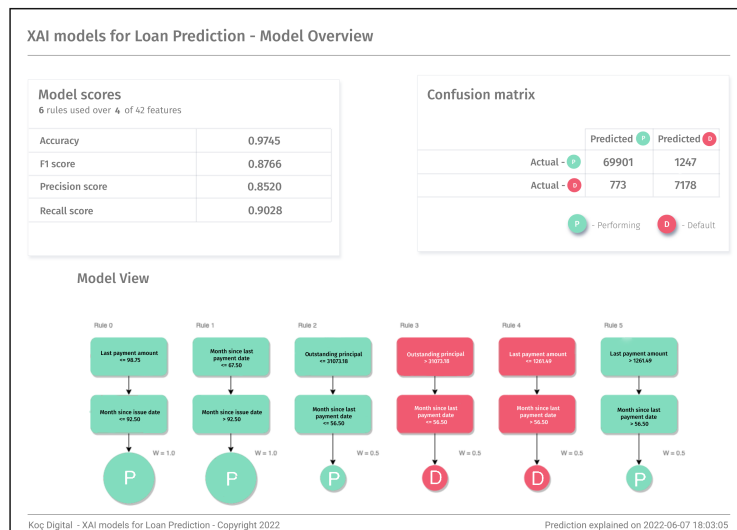 XAI models for Loan Prediction - Model Overview
Model scores
6 rules used over 4 of 42 features
Accuracy 0.9745
F1 score 0.8766
Precision score 0.8520
Recall score 0.9028
Confusion matrix
Predicted P Predicted D
Actual - P 69901 1247
Actual - D 773 7178
P - Performing D - Default
Model View
Rule 0
Last payment amount
<= 98.75
Month since issue date
<= 92.50
W = 1.0
P
Rule 1
Month since last
payment date
<= 67.50
Month since issue date
> 92.50
W = 1.0
P
Rule 2
Outstanding principal
<= 31073.18
Month since last
payment date
<= 56.50
W = 0.5
P
Rule 3
Outstanding principal
> 31073.18
Month since last
payment date
<= 56.50
W = 0.5
D
Rule 4
Last payment amount
<= 1261.49
Month since last
payment date
> 56.50
W = 0.5
D
Rule 5
Last payment amount
> 1261.49
Month since last
payment date
> 56.50
W = 0.5
P
Koç Digital - XAI models for Loan Prediction - Copyright 2022
Prediction explained on 2022-06-07 18:03:05